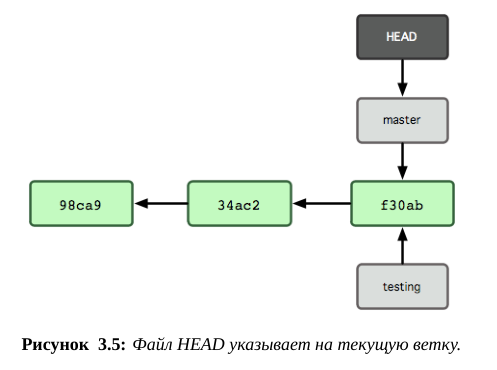 HEAD
master
98ca9 34ac2 f30ab
testing
Рисунок 3.5: Файл HEAD указывает на текущую ветку.